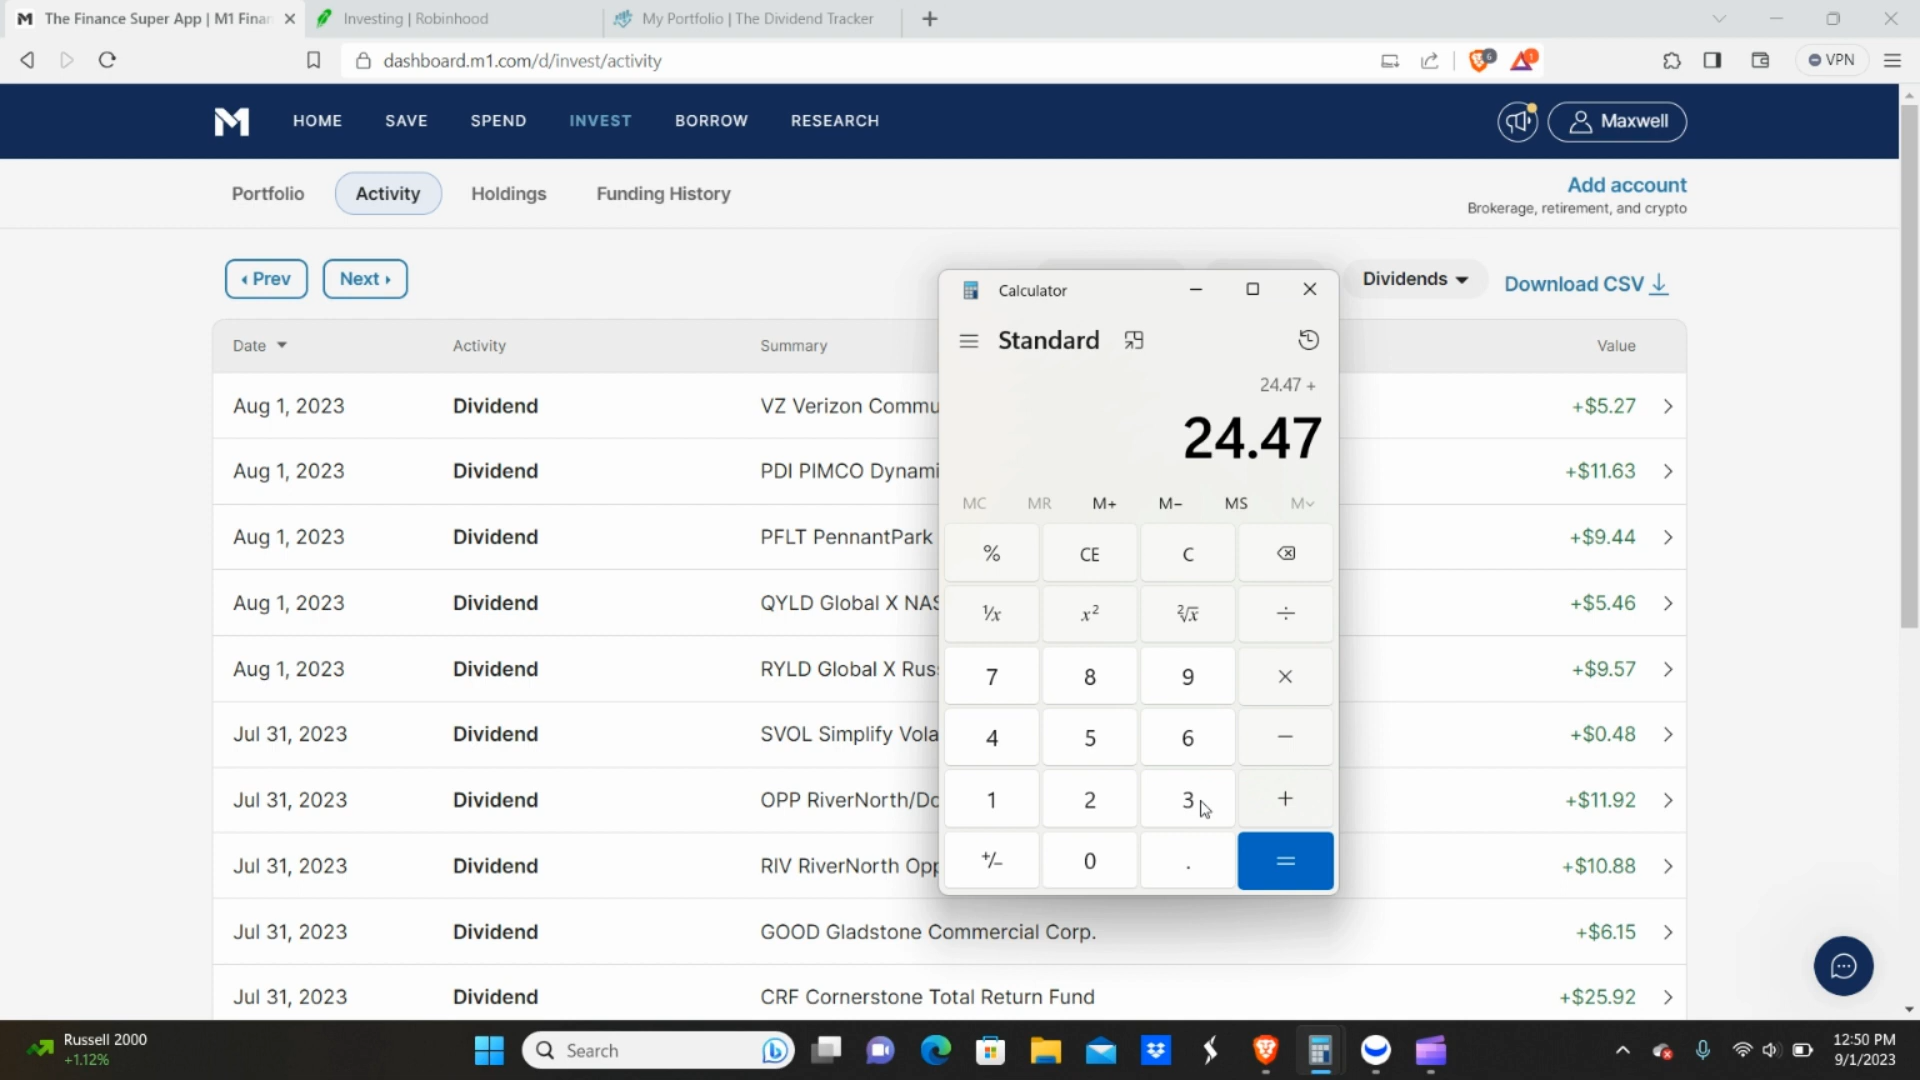 The Finance Super App | M1 Finan
Investing | Robinhood
My Portfolio | The Dividend Tracker
dashboard.m1.com/d/invest/activity
6
1
VPN
HOME
SAVE
SPEND
INVEST
BORROW
RESEARCH
Maxwell
Portfolio
Activity
Holdings
Funding History
Add account
Brokerage, retirement, and crypto
Prev
Next
Dividends
Download CSV
Date
Activity
Summary
Value
Aug 1, 2023 Dividend VZ Verizon Commu +$5.27
Aug 1, 2023 Dividend PDI PIMCO Dynami +$11.63
Aug 1, 2023 Dividend PFLT PennantPark +$9.44
Aug 1, 2023 Dividend QYLD Global X NAS +$5.46
Aug 1, 2023 Dividend RYLD Global X Rus +$9.57
Jul 31, 2023 Dividend SVOL Simplify Vola +$0.48
Jul 31, 2023 Dividend OPP RiverNorth/Do +$11.92
Jul 31, 2023 Dividend RIV RiverNorth Opp +$10.88
Jul 31, 2023 Dividend GOOD Gladstone Commercial Corp. +$6.15
Jul 31, 2023 Dividend CRF Cornerstone Total Return Fund +$25.92
Calculator
Standard
24.47 +
24.47
MC MR M+ M− MS M
% CE C
1/x x² ²√x ÷
7 8 9 ×
4 5 6 −
1 2 3 +
+/− 0 . =
Russell 2000
+1.12%
Search
12:50 PM
9/1/2023